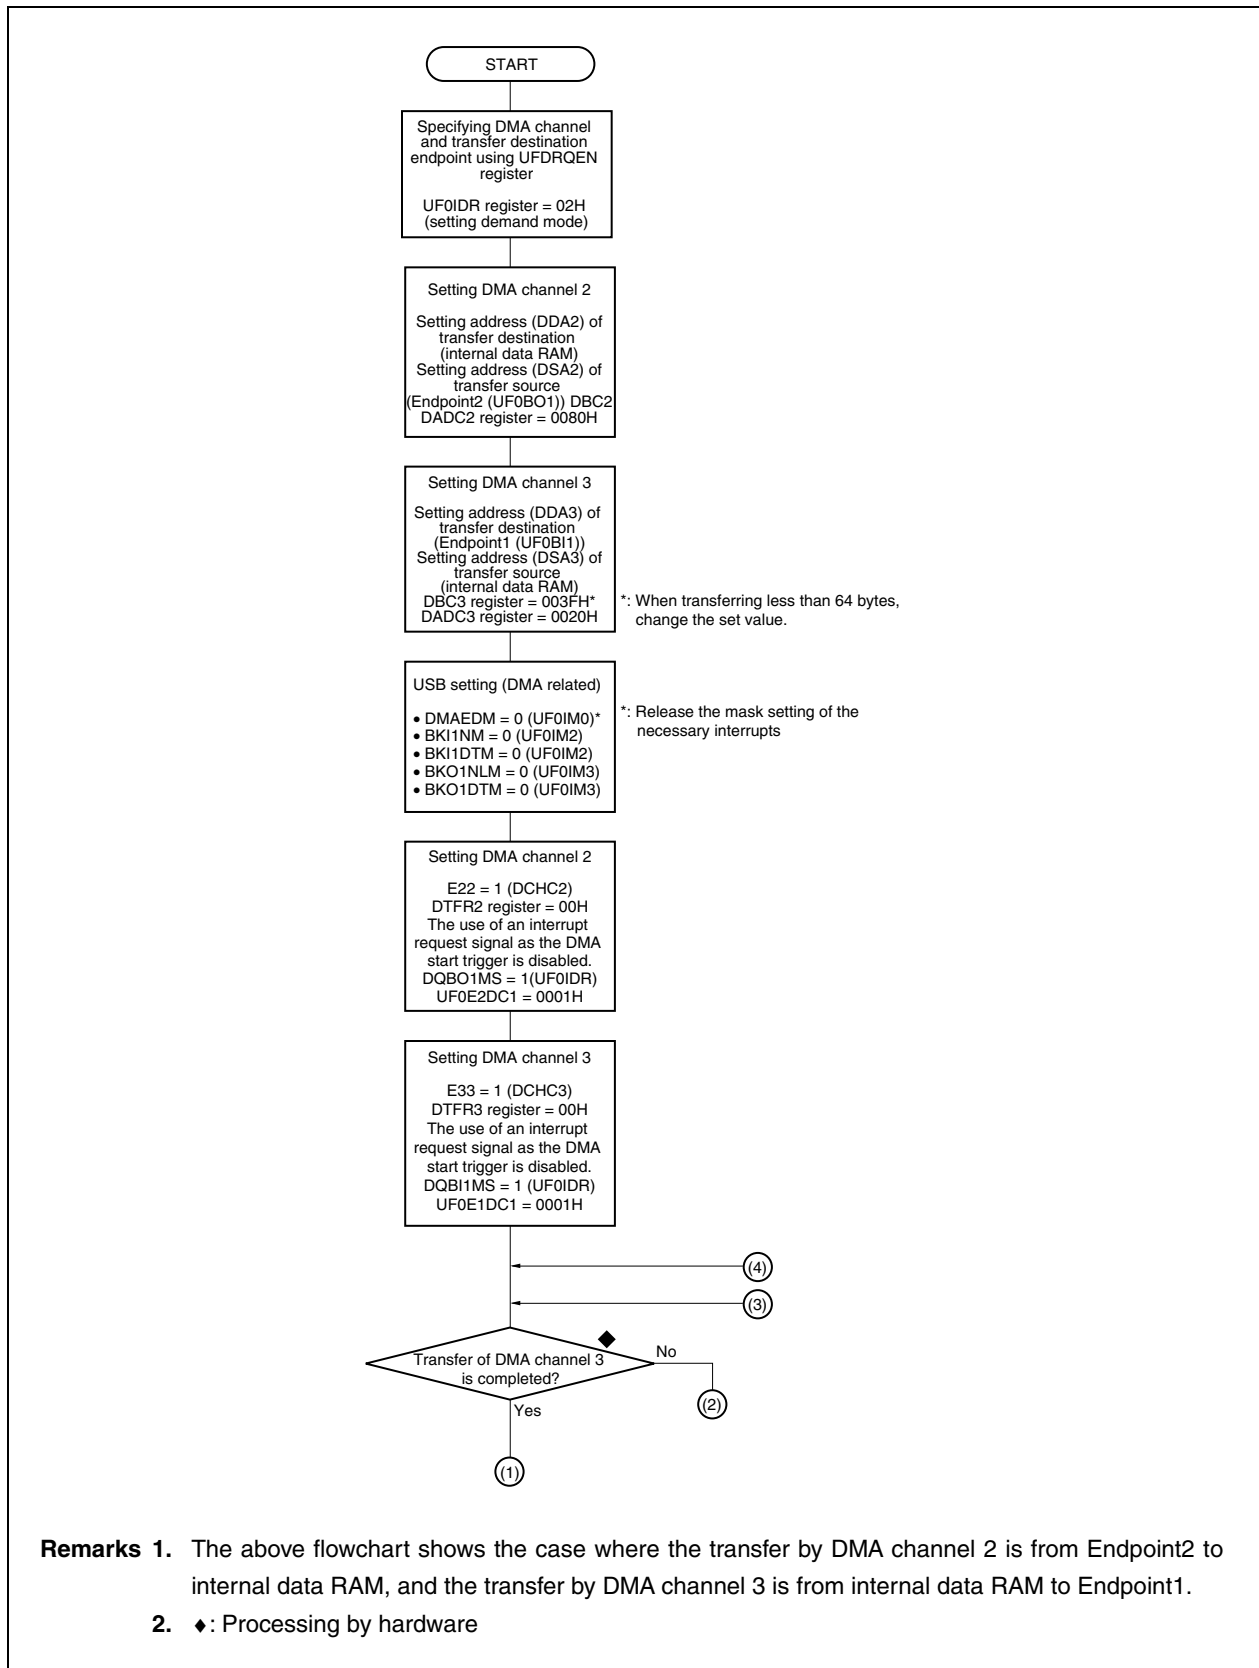 START
Specifying DMA channel
and transfer destination
endpoint using UFDRQEN
register
UF0IDR register = 02H
(setting demand mode)
Setting DMA channel 2
Setting address (DDA2) of
transfer destination
(internal data RAM)
Setting address (DSA2) of
transfer source
(Endpoint2 (UF0BO1)) DBC2
DADC2 register = 0080H
Setting DMA channel 3
Setting address (DDA3) of
transfer destination
(Endpoint1 (UF0BI1))
Setting address (DSA3) of
transfer source
(internal data RAM)
DBC3 register = 003FH*
DADC3 register = 0020H
*: When transferring less than 64 bytes,
change the set value.
USB setting (DMA related)
• DMAEDM = 0 (UF0IM0)*
• BKI1NM = 0 (UF0IM2)
• BKI1DTM = 0 (UF0IM2)
• BKO1NLM = 0 (UF0IM3)
• BKO1DTM = 0 (UF0IM3)
*: Release the mask setting of the
necessary interrupts
Setting DMA channel 2
E22 = 1 (DCHC2)
DTFR2 register = 00H
The use of an interrupt
request signal as the DMA
start trigger is disabled.
DQBO1MS = 1(UF0IDR)
UF0E2DC1 = 0001H
Setting DMA channel 3
E33 = 1 (DCHC3)
DTFR3 register = 00H
The use of an interrupt
request signal as the DMA
start trigger is disabled.
DQBI1MS = 1 (UF0IDR)
UF0E1DC1 = 0001H
(4)
(3)
Transfer of DMA channel 3
is completed?
No
(2)
Yes
(1)
Remarks 1. The above flowchart shows the case where the transfer by DMA channel 2 is from Endpoint2 to
internal data RAM, and the transfer by DMA channel 3 is from internal data RAM to Endpoint1.
2. ♦: Processing by hardware